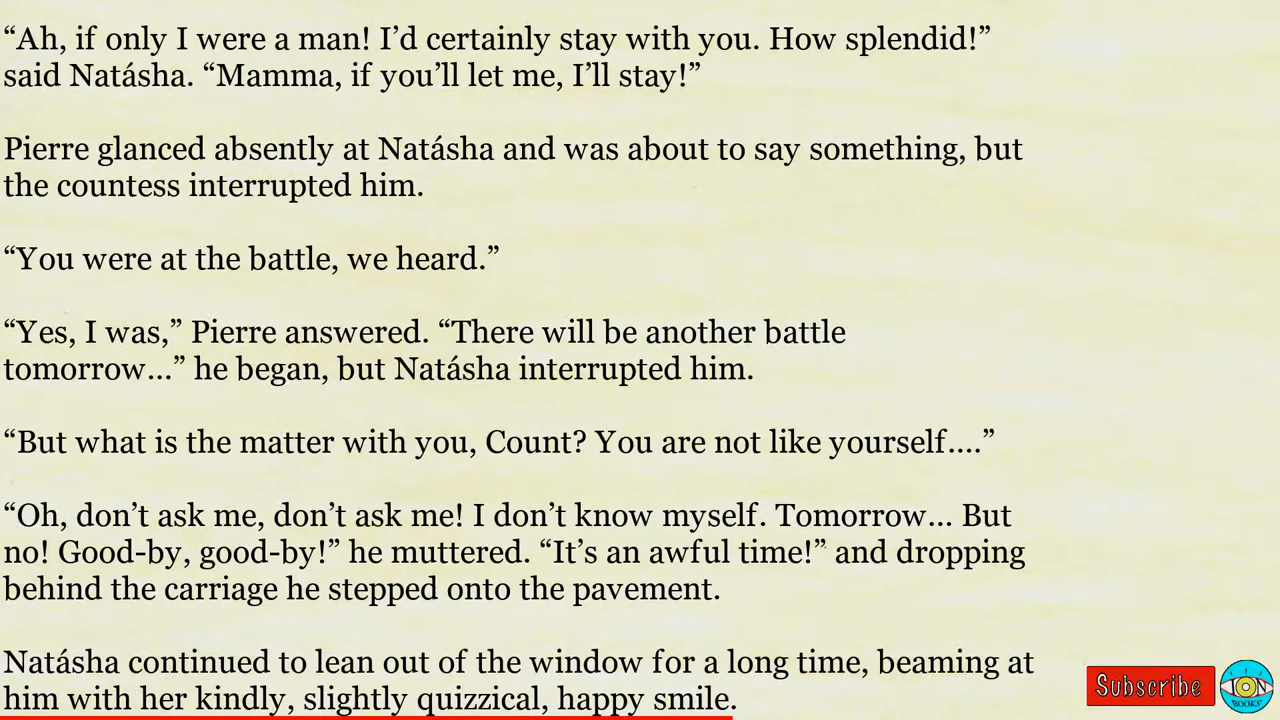 “Ah, if only I were a man! I’d certainly stay with you. How splendid!”
said Natásha. “Mamma, if you’ll let me, I’ll stay!”
Pierre glanced absently at Natásha and was about to say something, but
the countess interrupted him.
“You were at the battle, we heard.”
“Yes, I was,” Pierre answered. “There will be another battle
tomorrow...” he began, but Natásha interrupted him.
“But what is the matter with you, Count? You are not like yourself....”
“Oh, don’t ask me, don’t ask me! I don’t know myself. Tomorrow... But
no! Good-by, good-by!” he muttered. “It’s an awful time!” and dropping
behind the carriage he stepped onto the pavement.
Natásha continued to lean out of the window for a long time, beaming at
him with her kindly, slightly quizzical, happy smile.
Subscribe
ION
BOOKS